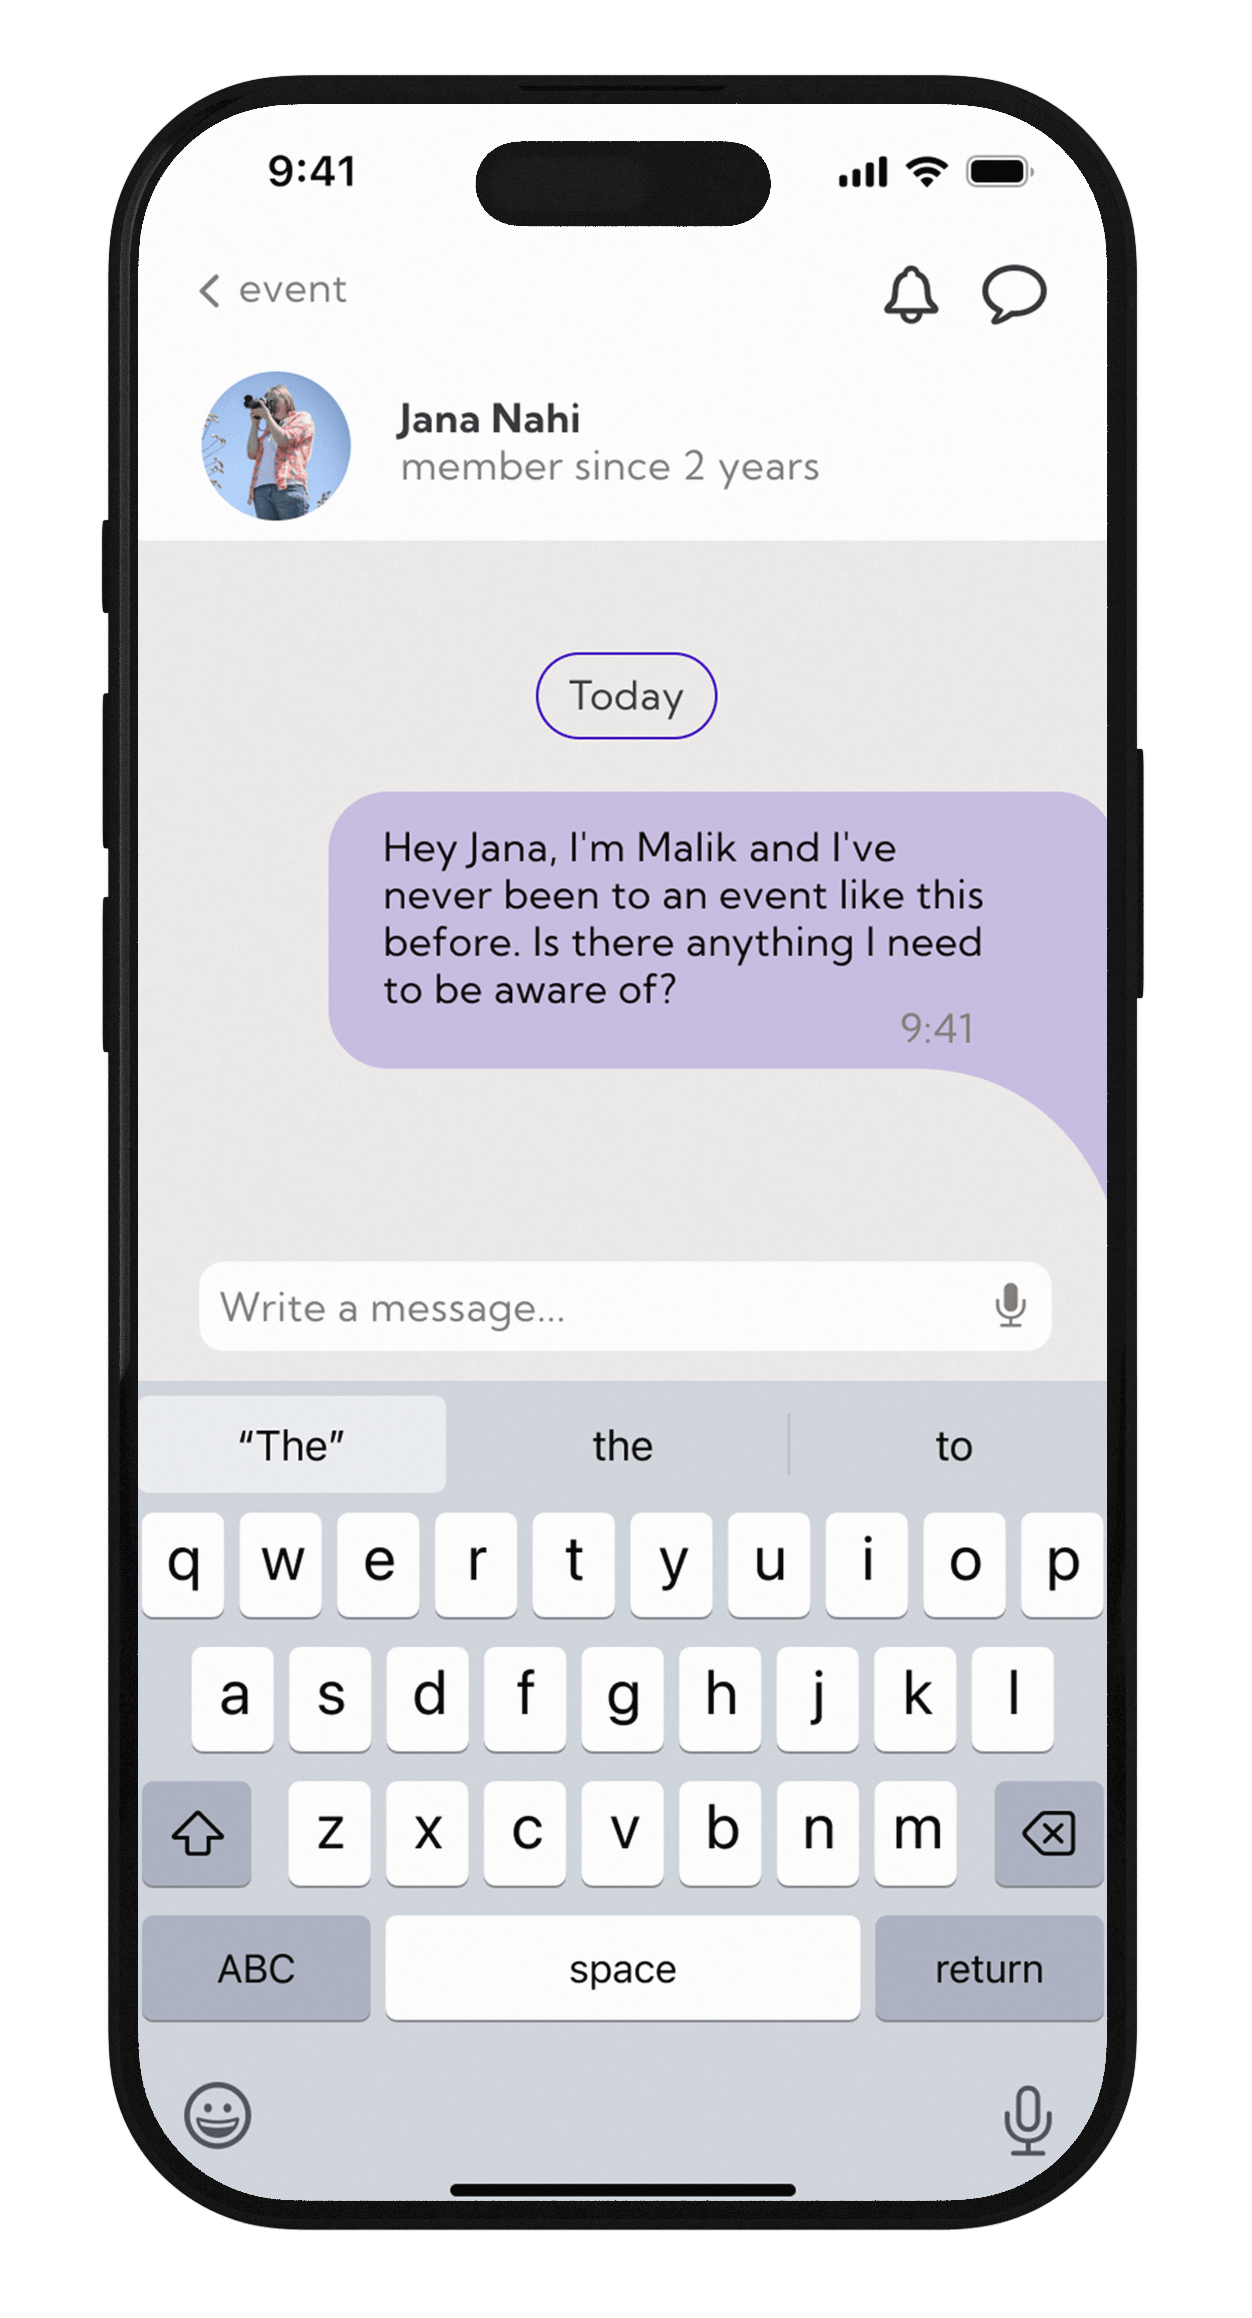 9:41
event
Jana Nahi
member since 2 years
Today
Hey Jana, I'm Malik and I've
never been to an event like this
before. Is there anything I need
to be aware of?
9:41
Write a message...
“The” the to
q w e r t y u i o p
a s d f g h j k l
z x c v b n m
ABC space return